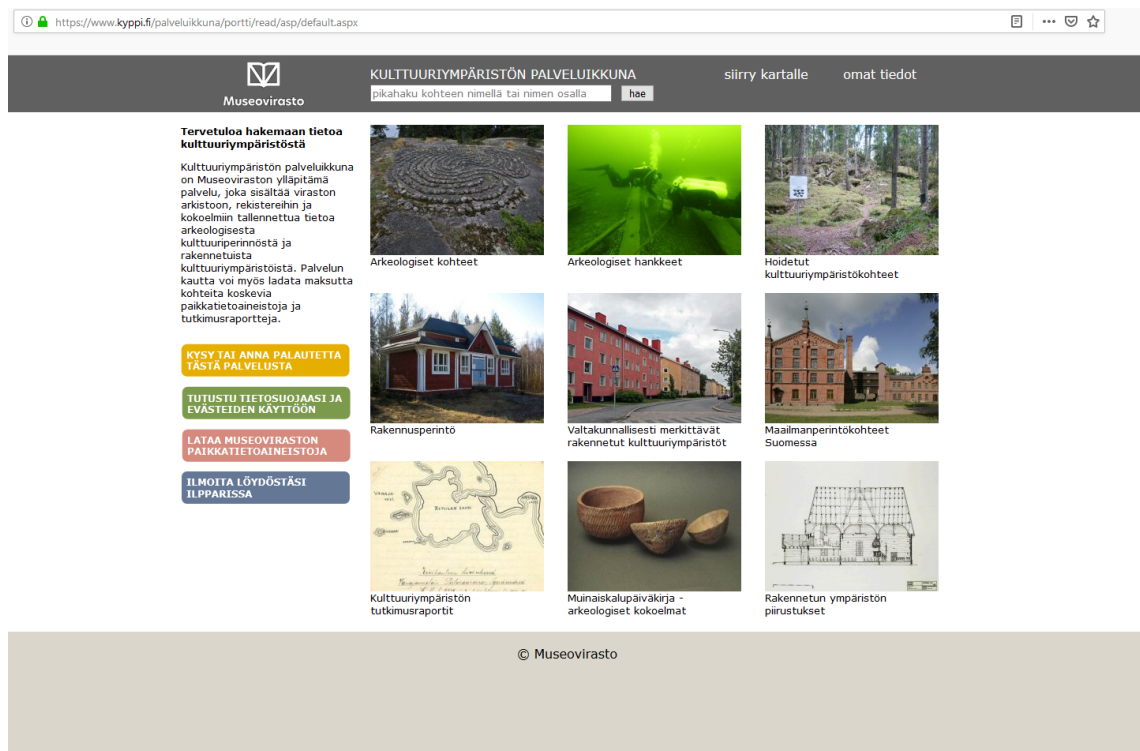 https://www.kyppi.fi/palveluikkuna/portti/read/asp/default.aspx
Museovirasto
KULTTUURIYMPÄRISTÖN PALVELUIKKUNA
siirry kartalle
omat tiedot
pikahaku kohteen nimellä tai nimen osalla
hae
Tervetuloa hakemaan tietoa
kulttuuriympäristöstä
Kulttuuriympäristön palveluikkuna
on Museoviraston ylläpitämä
palvelu, joka sisältää viraston
arkistoon, rekistereihin ja
kokoelmiin tallennettua tietoa
arkeologisesta
kulttuuriperinnöstä ja
rakennetuista
kulttuuriympäristöistä. Palvelun
kautta voi myös ladata maksutta
kohteita koskevia
paikkatietoaineistoja ja
tutkimusraportteja.
KYSY TAI ANNA PALAUTETTA
TÄSTÄ PALVELUSTA
TUTUSTU TIETOSUOJAASI JA
EVÄSTEIDEN KÄYTTÖÖN
LATAA MUSEOVIRASTON
PAIKKATIETOAINEISTOJA
ILMOITA LÖYDÖSTÄSI
ILPPARISSA
Arkeologiset kohteet
Arkeologiset hankkeet
Hoidetut
kulttuuriympäristökohteet
Rakennusperintö
Valtakunnallisesti merkittävät
rakennetut kulttuuriympäristöt
Maailmanperintökohteet
Suomessa
Kulttuuriympäristön
tutkimusraportit
Muinaiskalupäiväkirja -
arkeologiset kokoelmat
Rakennetun ympäristön
piirustukset
© Museovirasto